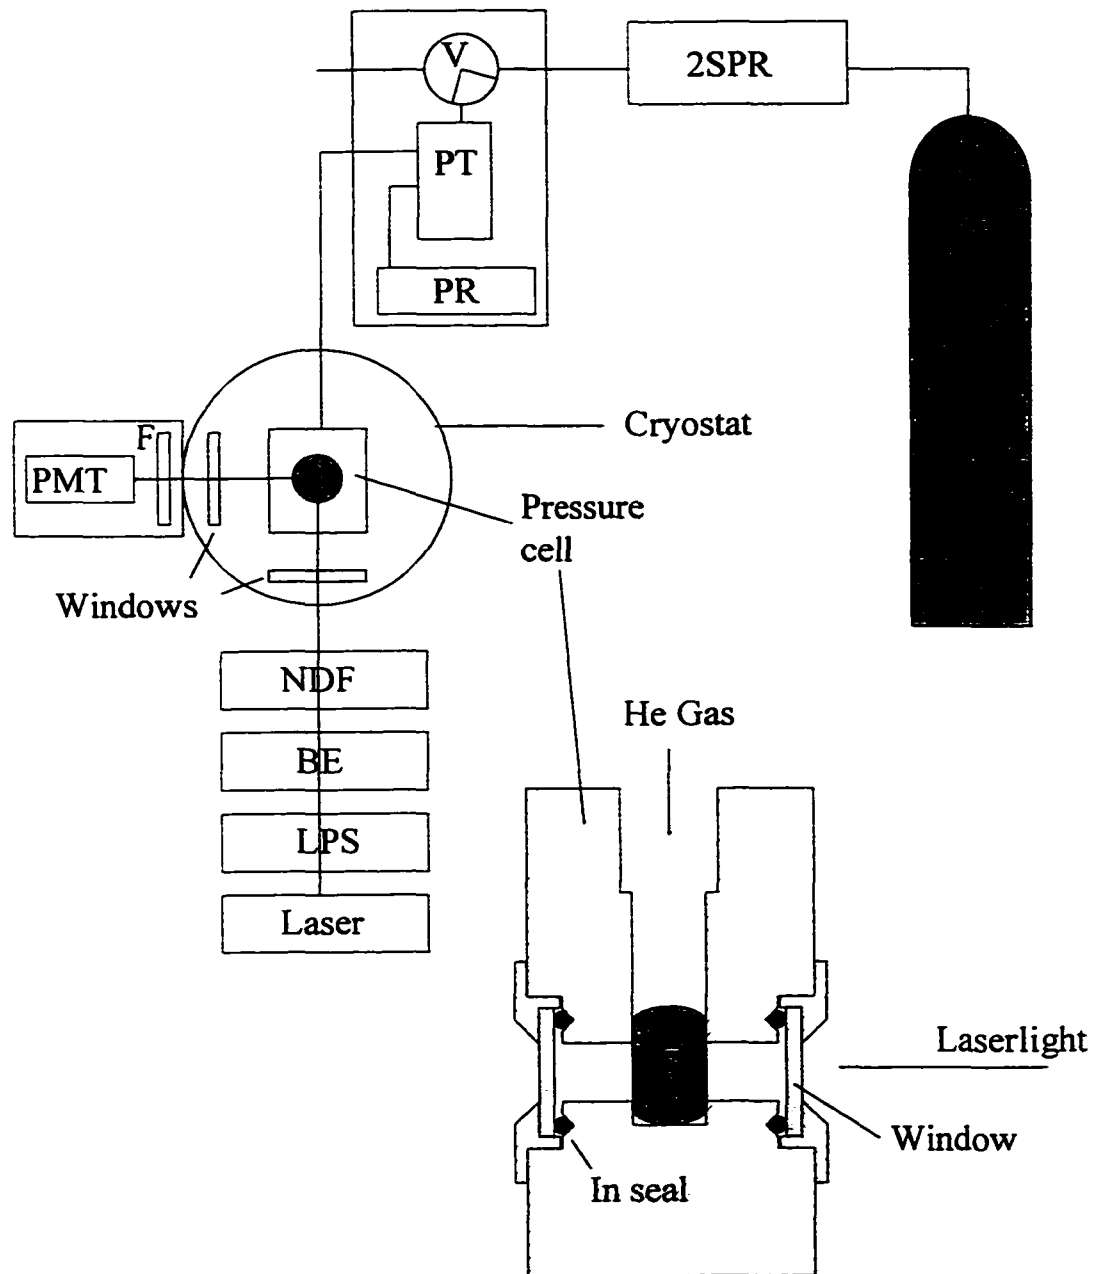 V
2SPR
PT
PR
Cryostat
F
PMT
Pressure
cell
Windows
NDF
He Gas
BE
LPS
Laser
Laserlight
Window
In seal